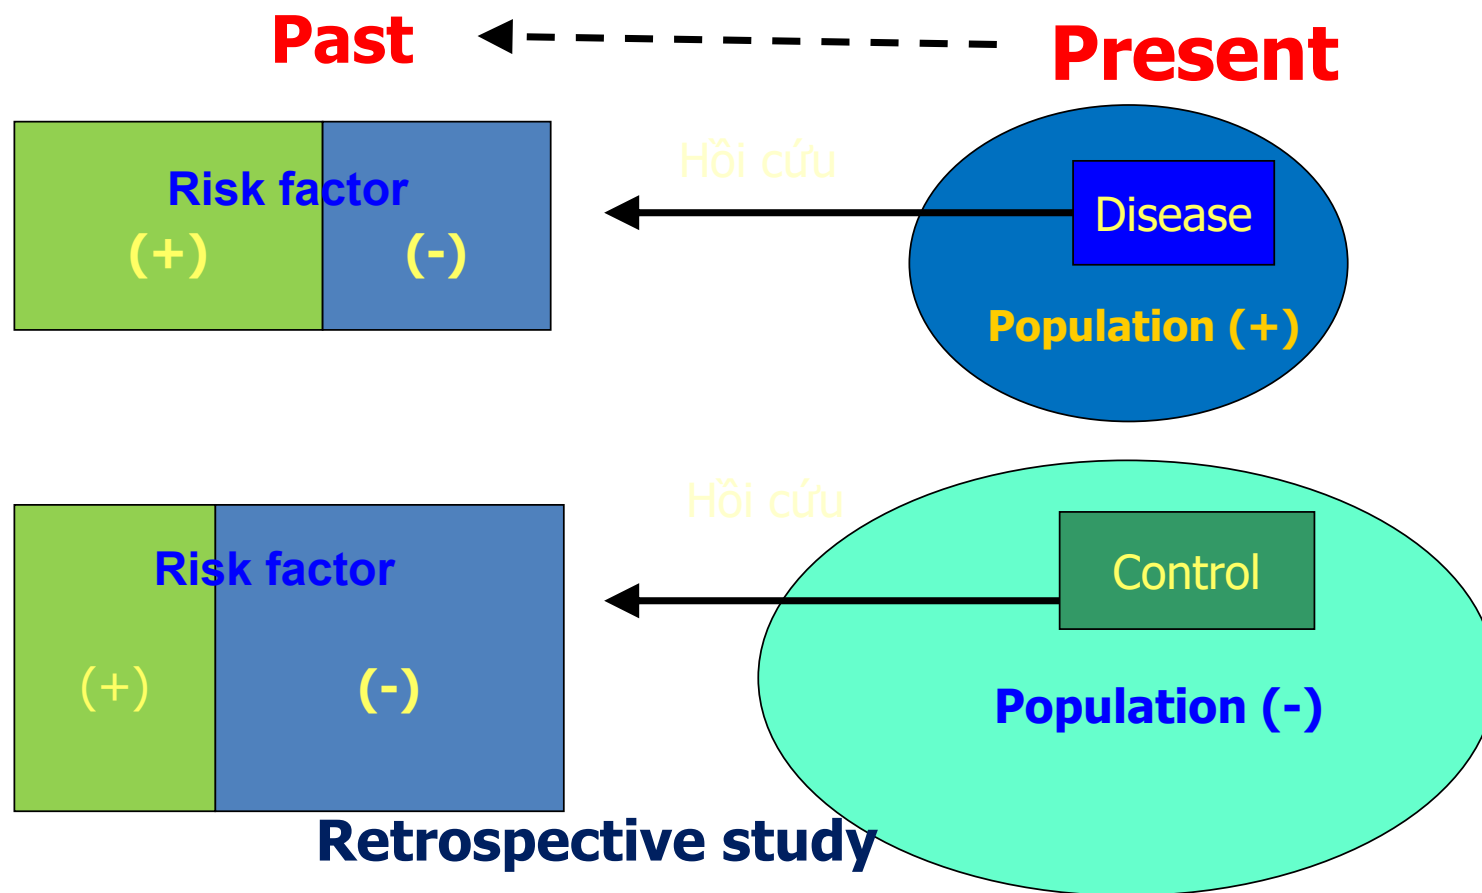 Past
Present
Hồi cứu
Risk factor
(+)
(-)
Disease
Population (+)
Hồi cứu
Risk factor
(+)
(-)
Control
Population (-)
Retrospective study